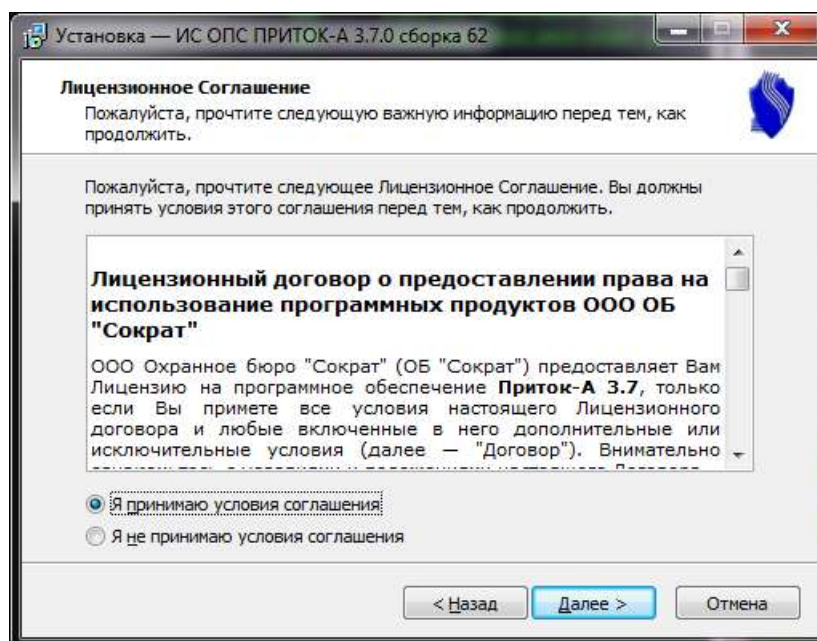 Установка — ИС ОПС ПРИТОК-А 3.7.0 сборка 62
Лицензионное Соглашение
Пожалуйста, прочтите следующую важную информацию перед тем, как
продолжить.
Пожалуйста, прочтите следующее Лицензионное Соглашение. Вы должны
принять условия этого соглашения перед тем, как продолжить.
Лицензионный договор о предоставлении права на
использование программных продуктов ООО ОБ
"Сократ"
ООО Охранное бюро "Сократ" (ОБ "Сократ") предоставляет Вам
Лицензию на программное обеспечение Приток-А 3.7, только
если Вы примете все условия настоящего Лицензионного
договора и любые включенные в него дополнительные или
исключительные условия (далее — "Договор"). Внимательно
Я принимаю условия соглашения
Я не принимаю условия соглашения
< Назад
Далее >
Отмена